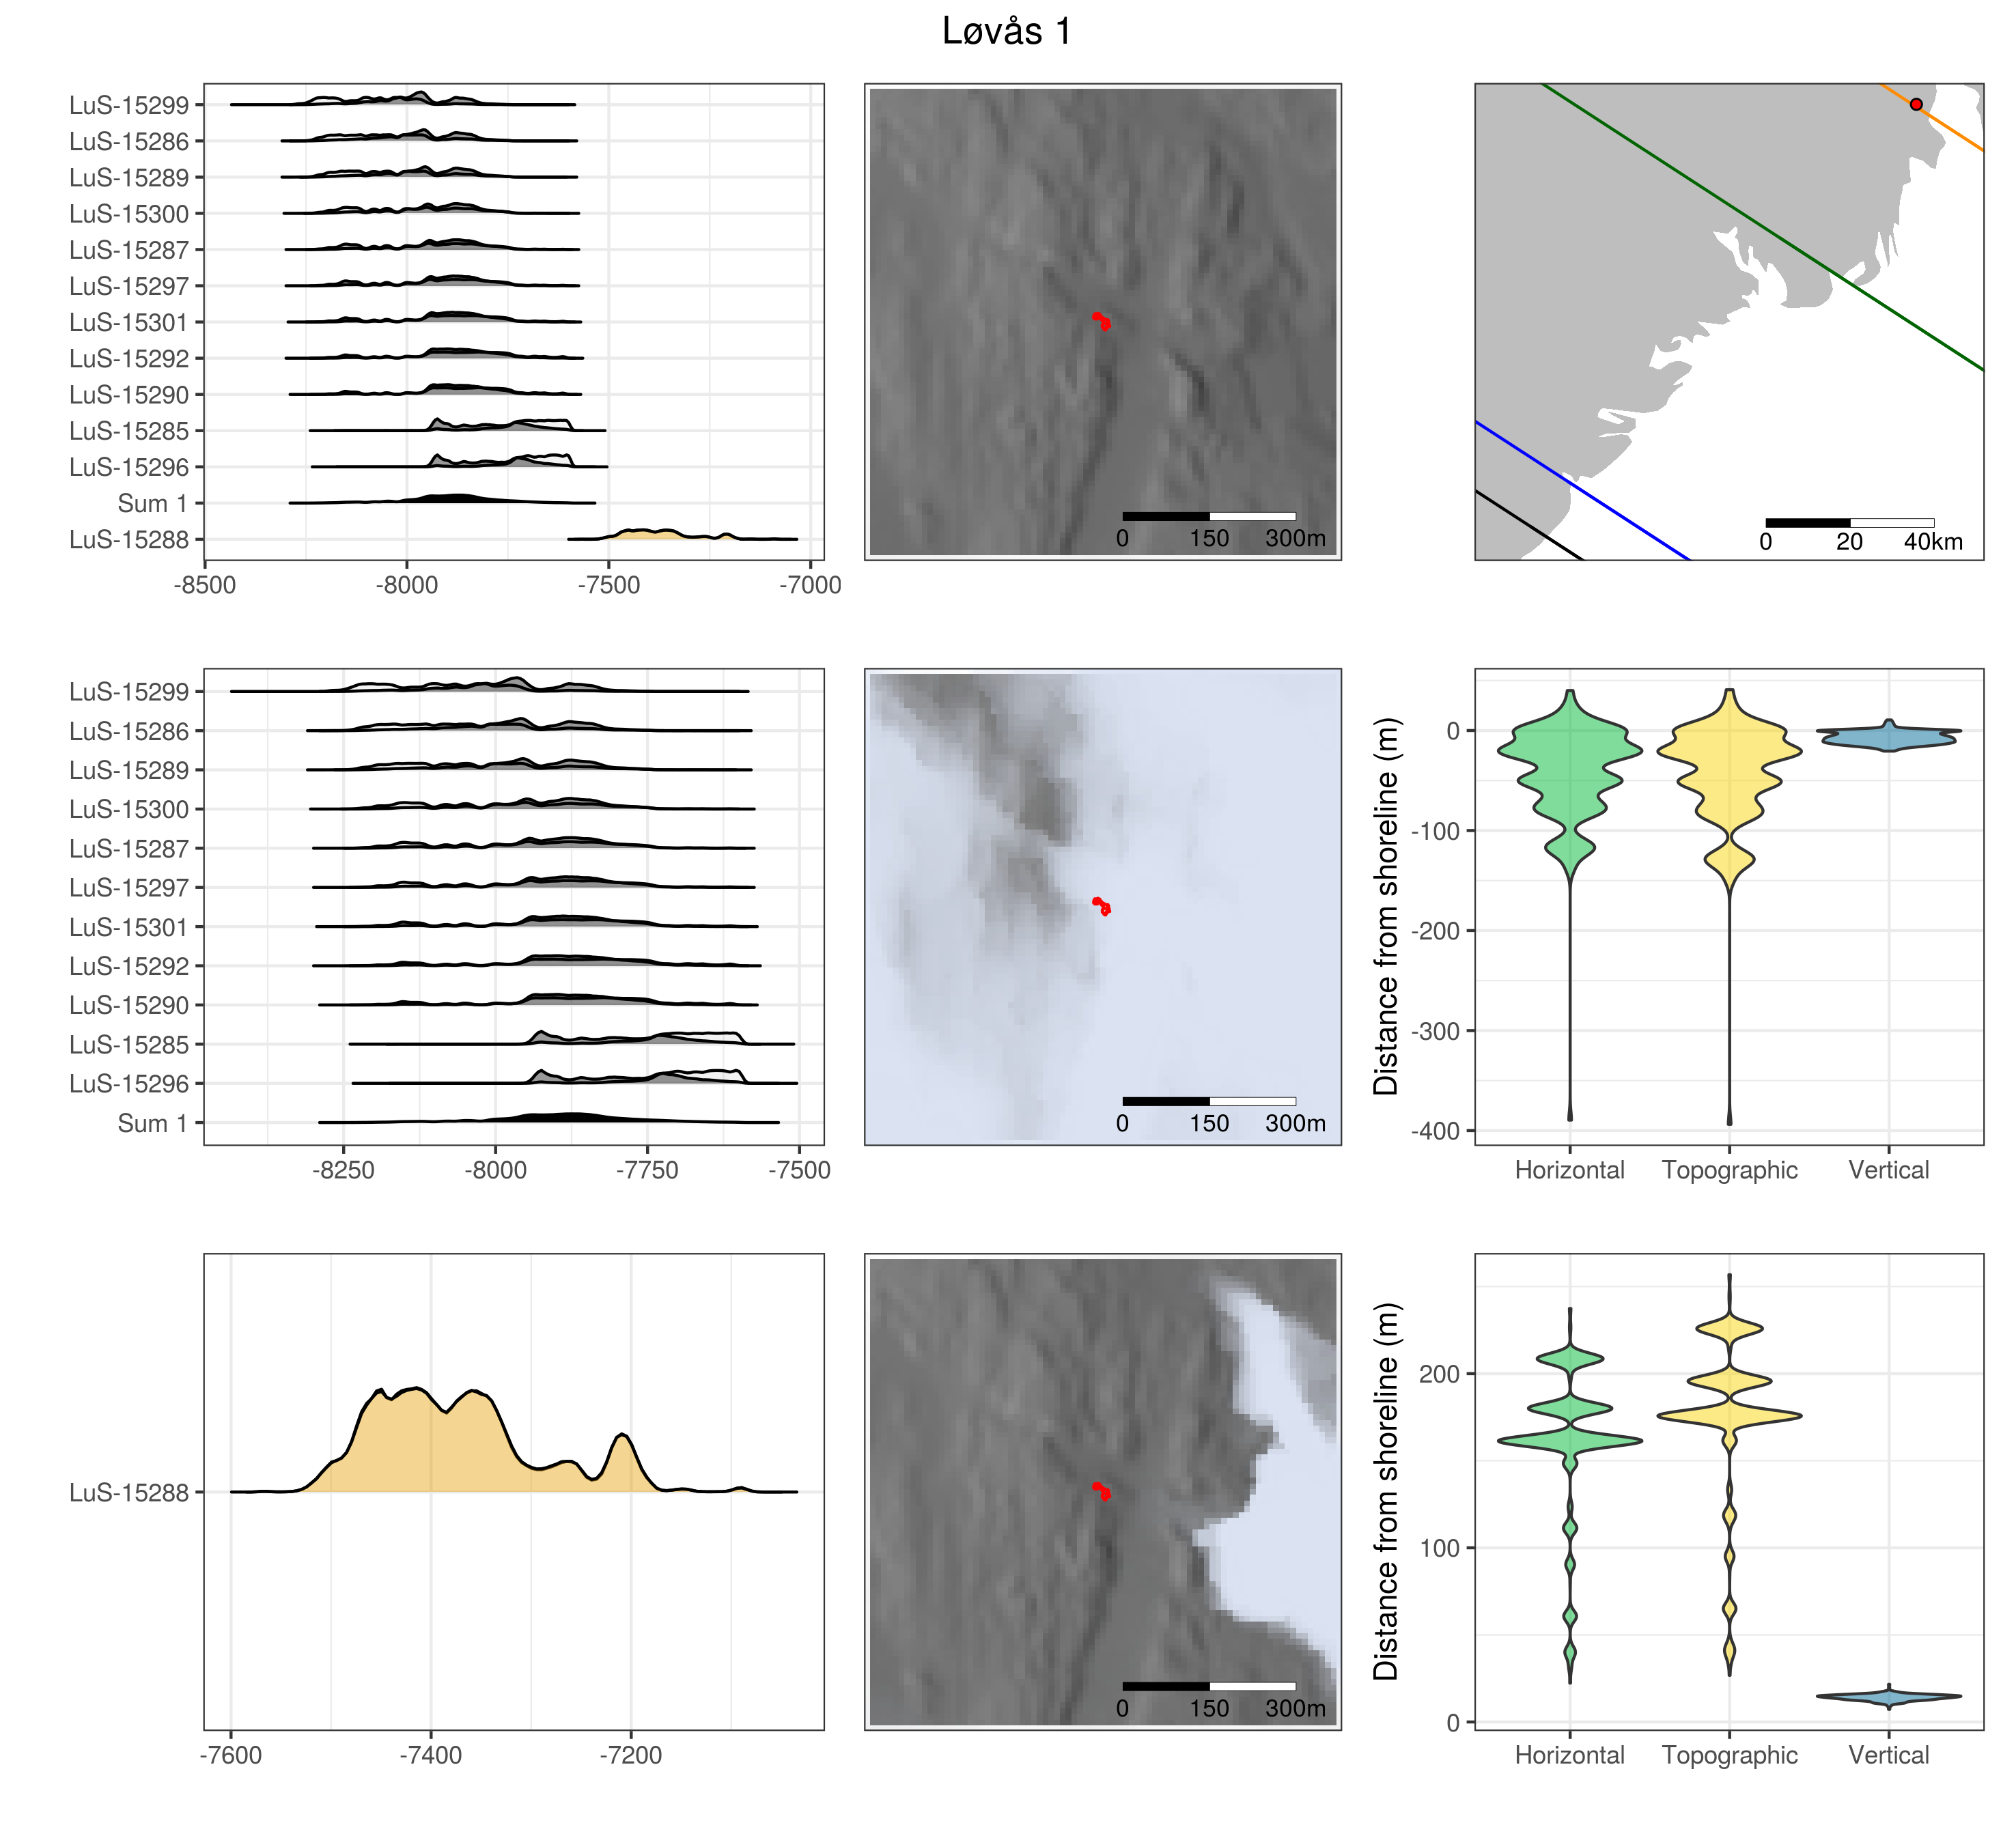 Løvås 1
LuS-15299
LuS-15286
LuS-15289
LuS-15300
LuS-15287
LuS-15297
LuS-15301
LuS-15292
LuS-15290
LuS-15285
LuS-15296
Sum 1
LuS-15288
-8500 -8000 -7500 -7000
0 150 300m
0 20 40km
LuS-15299
LuS-15286
LuS-15289
LuS-15300
LuS-15287
LuS-15297
LuS-15301
LuS-15292
LuS-15290
LuS-15285
LuS-15296
Sum 1
-8250 -8000 -7750 -7500
0 150 300m
Distance from shoreline (m)
0
-100
-200
-300
-400
Horizontal Topographic Vertical
LuS-15288
-7600 -7400 -7200
0 150 300m
Distance from shoreline (m)
200
100
0
Horizontal Topographic Vertical